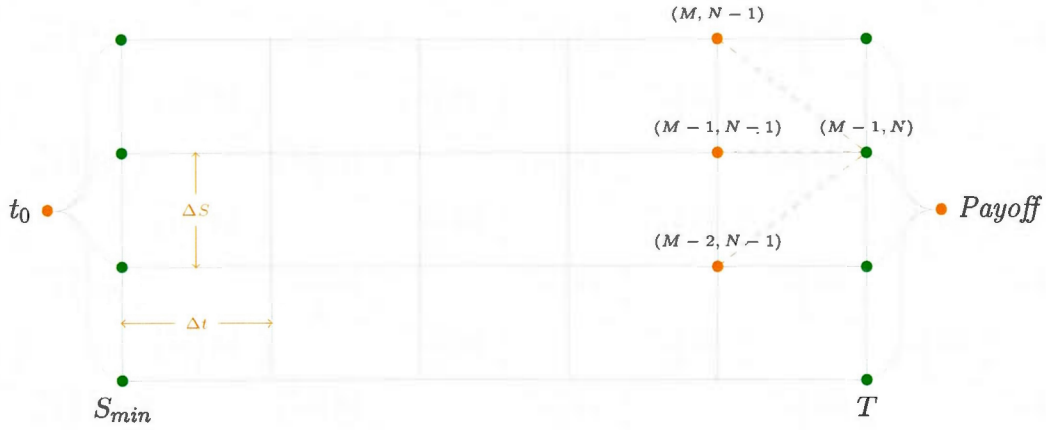 (M, N − 1)
(M − 1, N − 1)
(M − 1, N)
t₀
ΔS
Payoff
(M − 2, N − 1)
Δt
Sₘᵢₙ
T